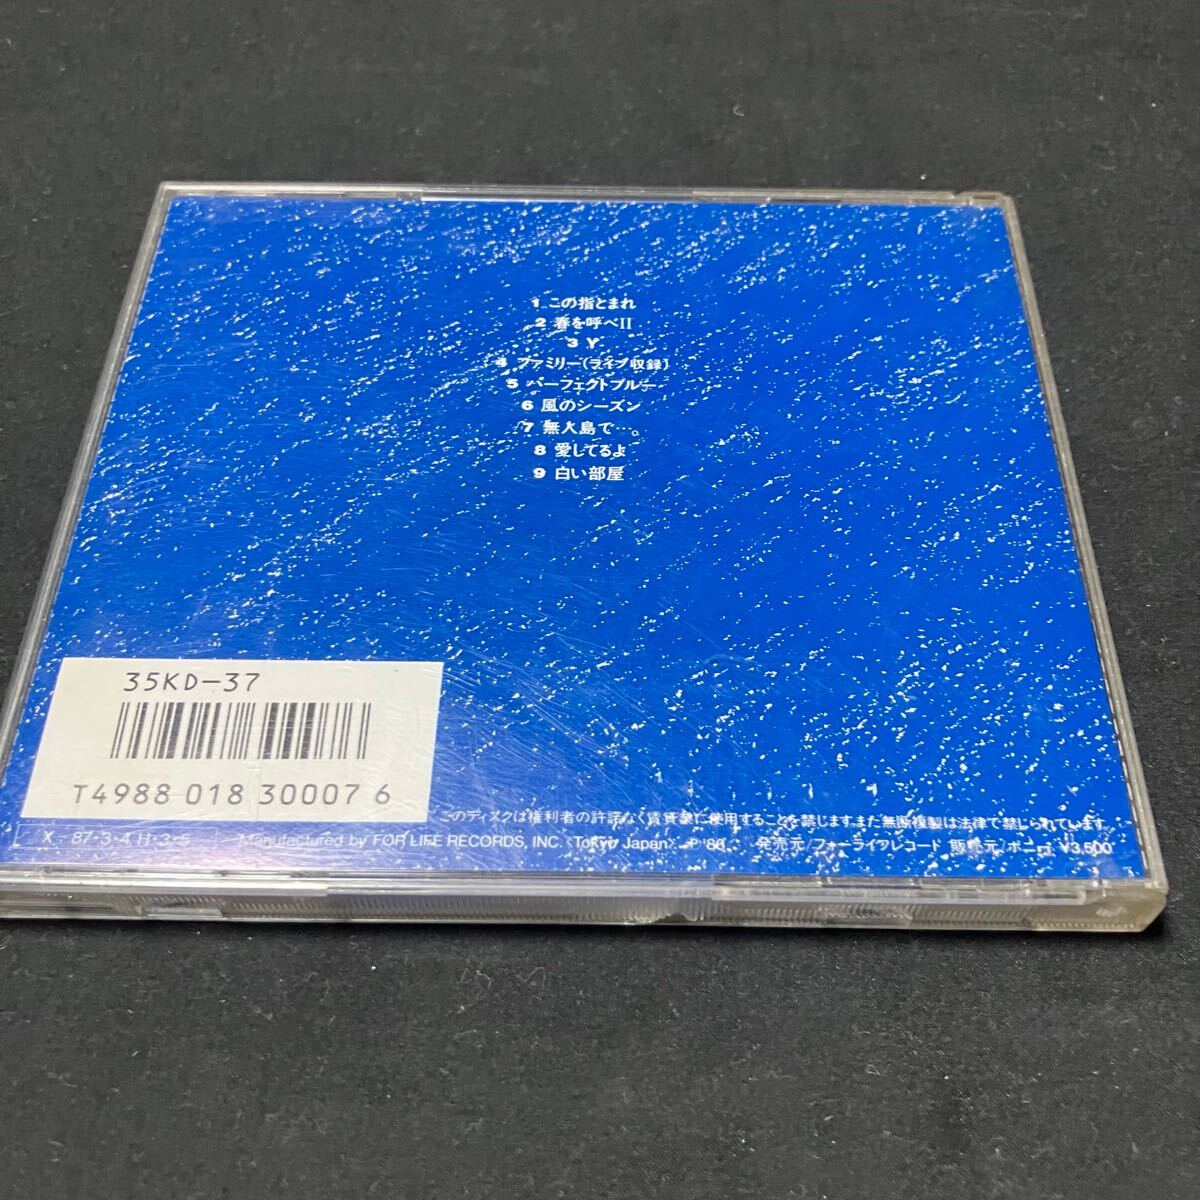 1 この指とまれ
2 春を呼べII
3 Y
4 ファミリー(ライブ収録)
5 パーフェクトブルー
6 風のシーズン
7 無人島で…。
8 愛してるよ
9 白い部屋
35KD-37
T4988 018 30007 6
このディスクは権利者の許諾なく賃貸業に使用することを禁じます。また無断複製は法律で禁じられています。
X・87・3・4 H・3・5 Manufactured by FOR LIFE RECORDS, INC. <Tokyo Japan> P '86 発売元/フォーライフレコード 販売元/ポニー ¥3,500